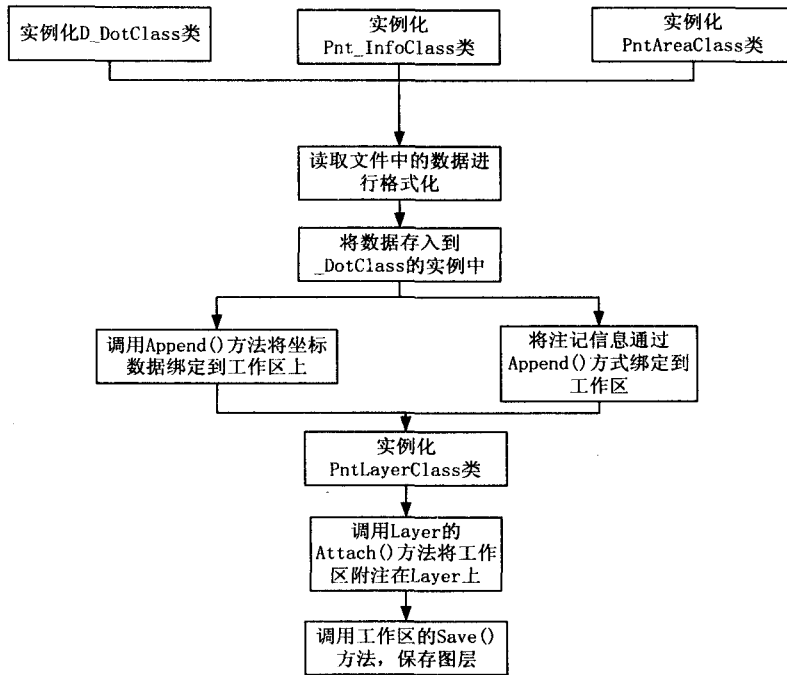 实例化D_DotClass类
实例化
Pnt_InfoClass类
实例化
PntAreaClass类
读取文件中的数据进
行格式化
将数据存入到
_DotClass的实例中
调用Append()方法将坐标
数据绑定到工作区上
将注记信息通过
Append()方式绑定到
工作区
实例化
PntLayerClass类
调用Layer的
Attach()方法将工作
区附注在Layer上
调用工作区的Save()
方法，保存图层